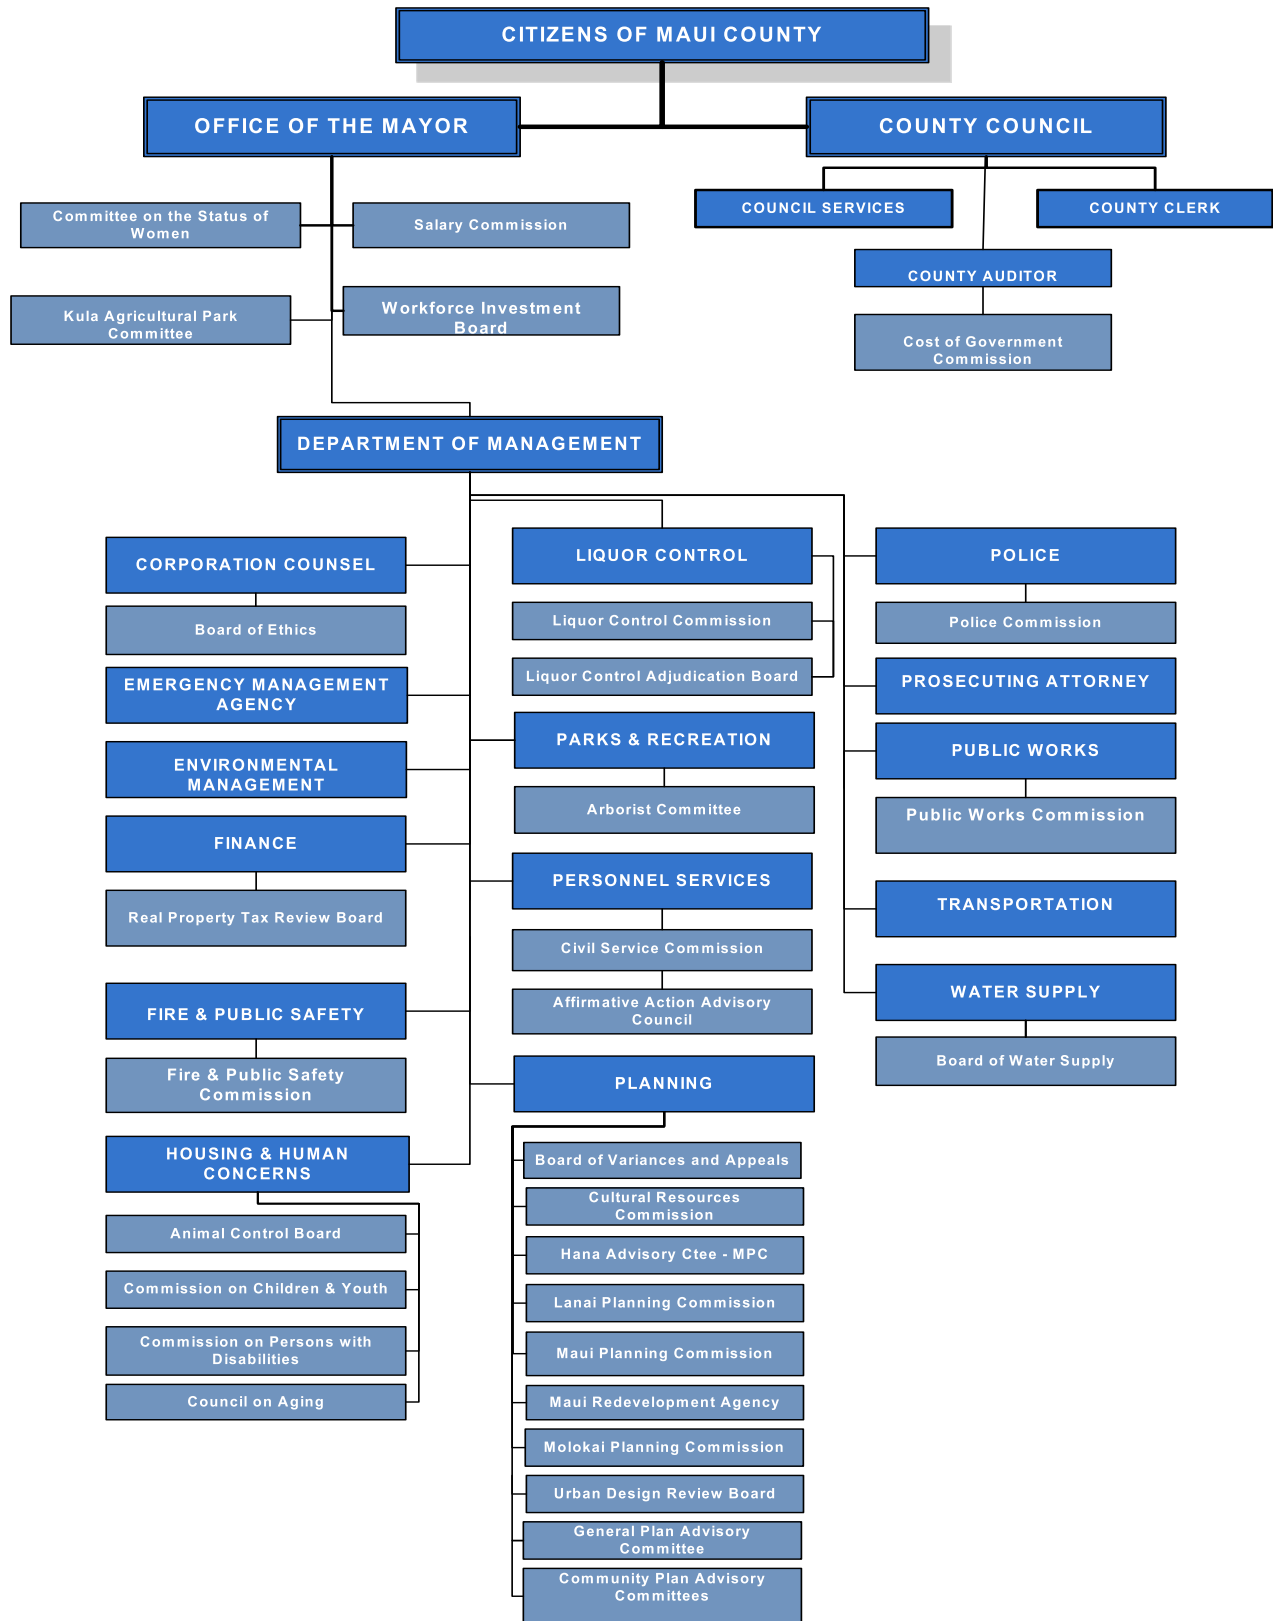 CITIZENS OF MAUI COUNTY
OFFICE OF THE MAYOR
COUNTY COUNCIL
Committee on the Status of
Women
Salary Commission
COUNCIL SERVICES
COUNTY CLERK
COUNTY AUDITOR
Kula Agricultural Park
Committee
Workforce Investment
Board
Cost of Government
Commission
DEPARTMENT OF MANAGEMENT
CORPORATION COUNSEL
Board of Ethics
EMERGENCY MANAGEMENT
AGENCY
ENVIRONMENTAL
MANAGEMENT
FINANCE
Real Property Tax Review Board
FIRE & PUBLIC SAFETY
Fire & Public Safety
Commission
HOUSING & HUMAN
CONCERNS
Animal Control Board
Commission on Children & Youth
Commission on Persons with
Disabilities
Council on Aging
LIQUOR CONTROL
Liquor Control Commission
Liquor Control Adjudication Board
PARKS & RECREATION
Arborist Committee
PERSONNEL SERVICES
Civil Service Commission
Affirmative Action Advisory
Council
PLANNING
Board of Variances and Appeals
Cultural Resources
Commission
Hana Advisory Ctee - MPC
Lanai Planning Commission
Maui Planning Commission
Maui Redevelopment Agency
Molokai Planning Commission
Urban Design Review Board
General Plan Advisory
Committee
Community Plan Advisory
Committees
POLICE
Police Commission
PROSECUTING ATTORNEY
PUBLIC WORKS
Public Works Commission
TRANSPORTATION
WATER SUPPLY
Board of Water Supply